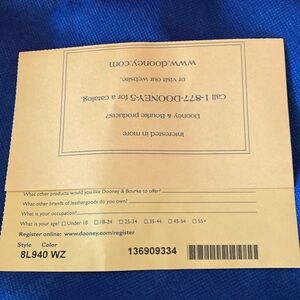 Interested in more
Dooney & Bourke products?
Call 1-877-DOONEY-5 for a catalog,
or visit our website.
www.dooney.com
What other products would you like Dooney & Bourke to offer?
What other brands of leathergoods do you own?
What is your occupation?
What is your age? □ Under 18 □ 18-24 □ 25-34 □ 35-44 □ 45-54 □ 55+
Register online: www.dooney.com/register
Style Color
8L940 WZ 136909334